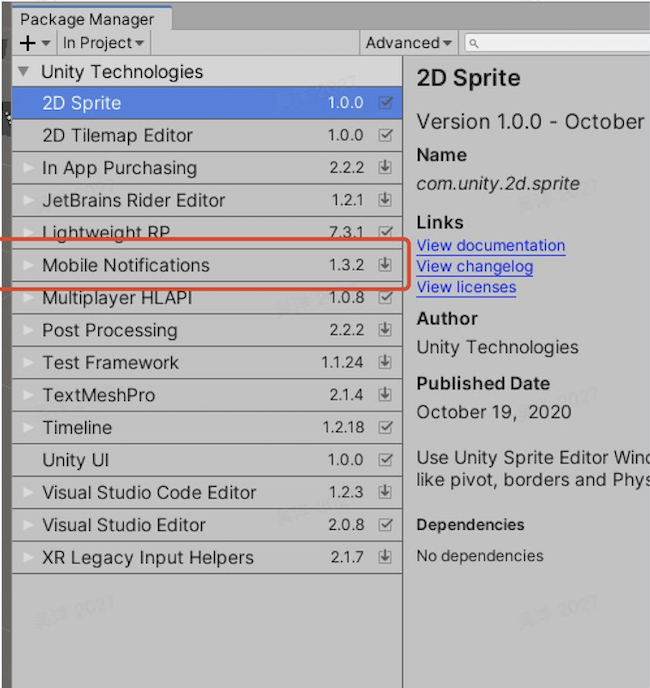 Package Manager
In Project
Advanced
Unity Technologies
2D Sprite 1.0.0
2D Tilemap Editor 1.0.0
In App Purchasing 2.2.2
JetBrains Rider Editor 1.2.1
Lightweight RP 7.3.1
Mobile Notifications 1.3.2
Multiplayer HLAPI 1.0.8
Post Processing 2.2.2
Test Framework 1.1.24
TextMeshPro 2.1.4
Timeline 1.2.18
Unity UI 1.0.0
Visual Studio Code Editor 1.2.3
Visual Studio Editor 2.0.8
XR Legacy Input Helpers 2.1.7
2D Sprite
Version 1.0.0 - October
Name
com.unity.2d.sprite
Links
View documentation
View changelog
View licenses
Author
Unity Technologies
Published Date
October 19, 2020
Use Unity Sprite Editor Wind
like pivot, borders and Phys
Dependencies
No dependencies